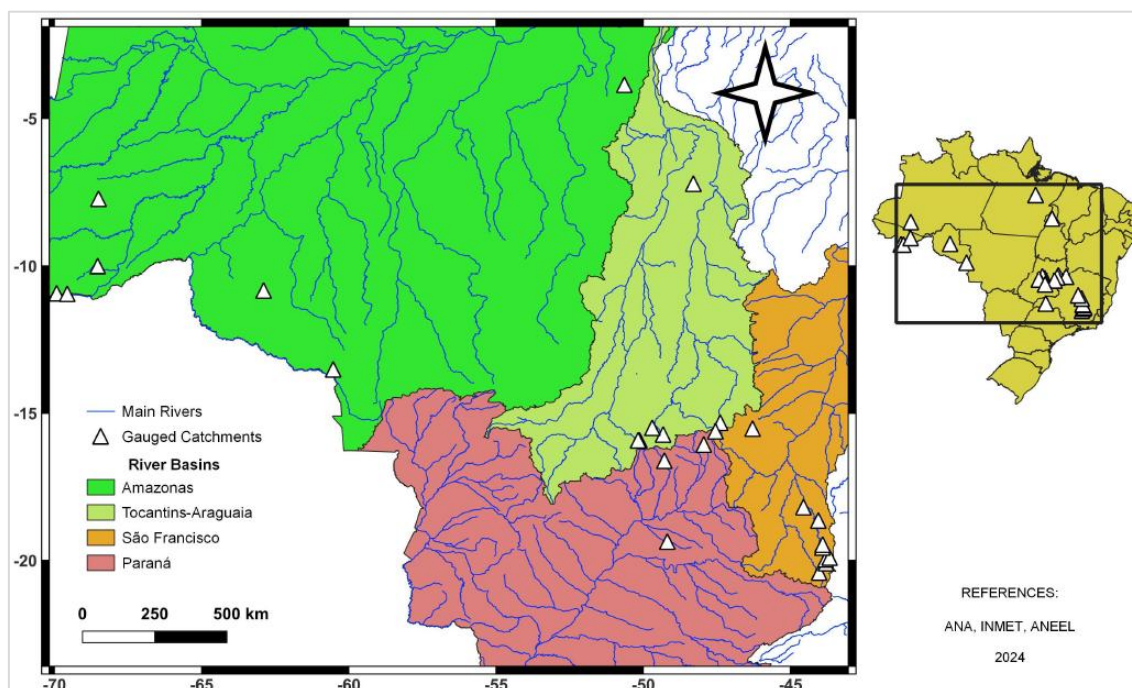 -5
-10
-15
-20
-70
-65
-60
-55
-50
-45
Main Rivers
Gauged Catchments
River Basins
Amazonas
Tocantins-Araguaia
São Francisco
Paraná
0 250 500 km
REFERENCES:
ANA, INMET, ANEEL
2024